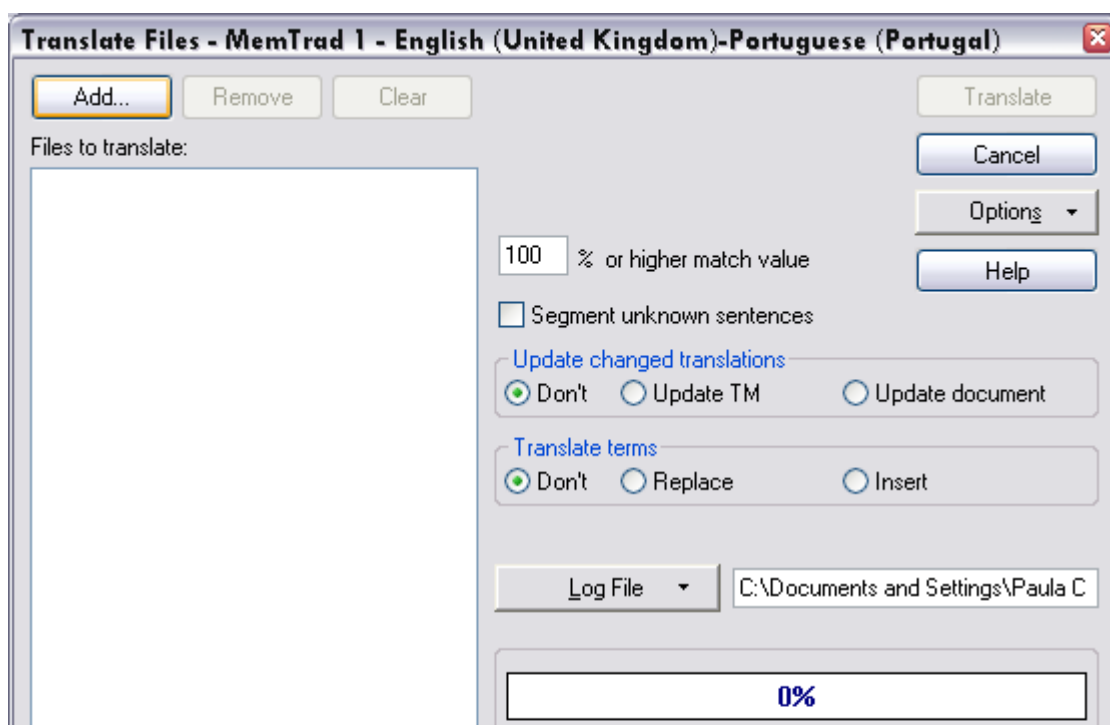 Translate Files - MemTrad 1 - English (United Kingdom)-Portuguese (Portugal)
Add... Remove Clear Translate
Files to translate:
Cancel
Options
100 % or higher match value
Help
Segment unknown sentences
Update changed translations
Don't Update TM Update document
Translate terms
Don't Replace Insert
Log File C:\Documents and Settings\Paula C
0%